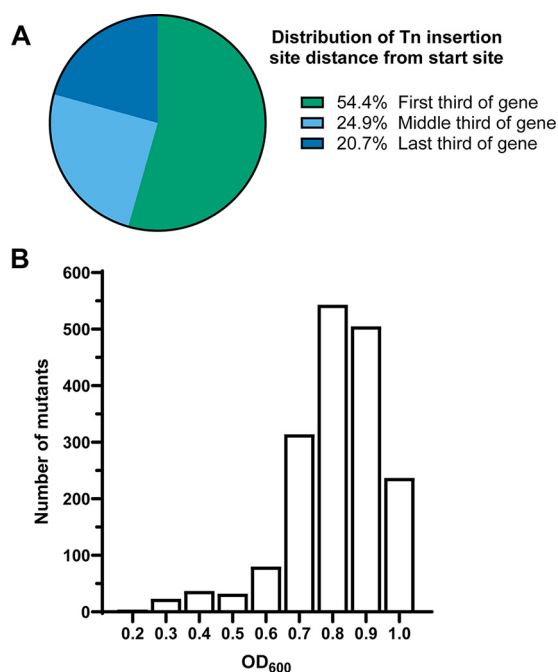 A
Distribution of Tn insertion
site distance from start site
54.4% First third of gene
24.9% Middle third of gene
20.7% Last third of gene
B
600
500
400
300
200
100
0
Number of mutants
0.2 0.3 0.4 0.5 0.6 0.7 0.8 0.9 1.0
OD600